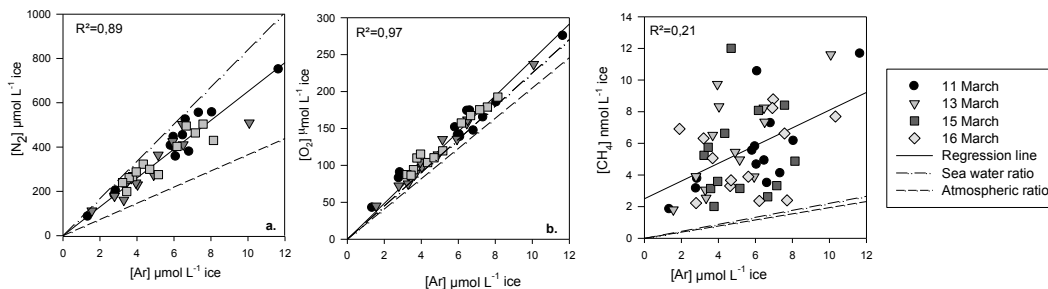 R²=0,89
1000
800
600
400
200
0
[N₂] µmol L⁻¹ ice
0 2 4 6 8 10 12
[Ar] µmol L⁻¹ ice
a.
R²=0,97
300
250
200
150
100
50
0
[O₂] µmol L⁻¹ ice
0 2 4 6 8 10 12
[Ar] µmol L⁻¹ ice
b.
R²=0,21
14
12
10
8
6
4
2
0
[CH₄] nmol L⁻¹ ice
0 2 4 6 8 10 12
[Ar] µmol L⁻¹ ice
11 March
13 March
15 March
16 March
Regression line
Sea water ratio
Atmospheric ratio